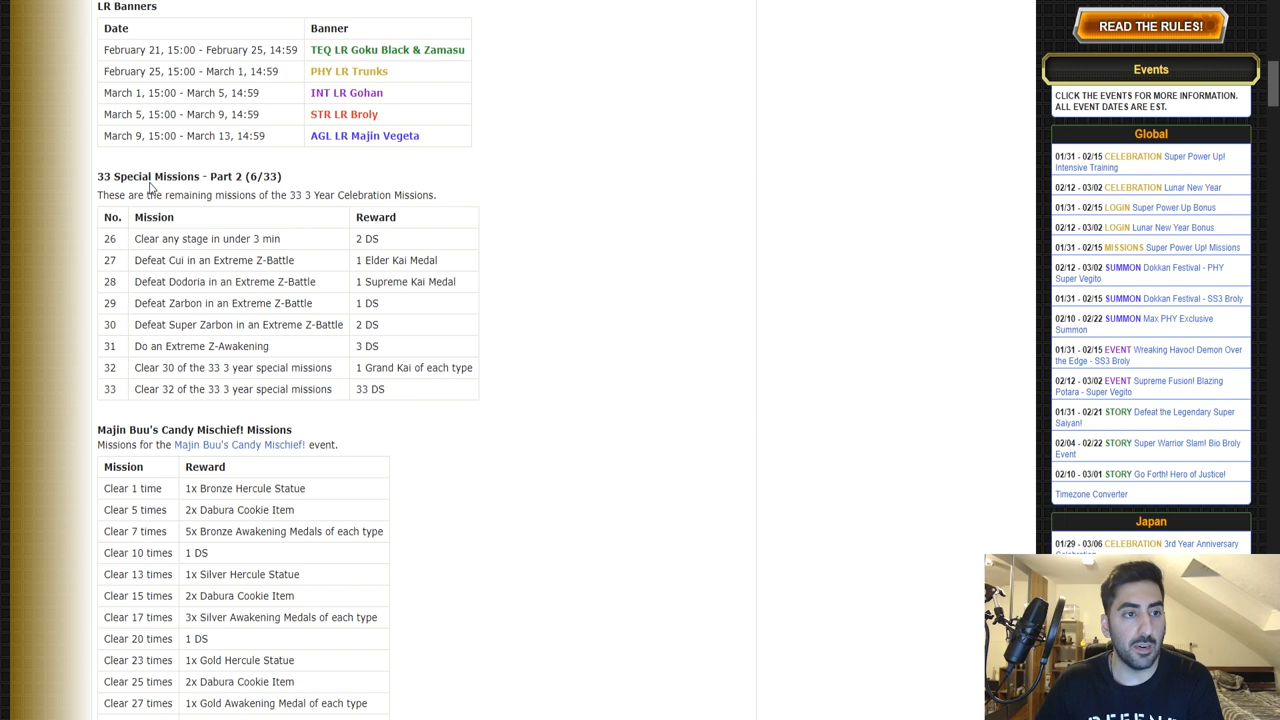 LR Banners
Date Banner
February 21, 15:00 - February 25, 14:59 TEQ LR Goku Black & Zamasu
February 25, 15:00 - March 1, 14:59 PHY LR Trunks
March 1, 15:00 - March 5, 14:59 INT LR Gohan
March 5, 15:00 - March 9, 14:59 STR LR Broly
March 9, 15:00 - March 13, 14:59 AGL LR Majin Vegeta
33 Special Missions - Part 2 (6/33)
These are the remaining missions of the 33 3 Year Celebration Missions.
No. Mission Reward
26 Clear any stage in under 3 min 2 DS
27 Defeat Cui in an Extreme Z-Battle 1 Elder Kai Medal
28 Defeat Dodoria in an Extreme Z-Battle 1 Supreme Kai Medal
29 Defeat Zarbon in an Extreme Z-Battle 1 DS
30 Defeat Super Zarbon in an Extreme Z-Battle 2 DS
31 Do an Extreme Z-Awakening 3 DS
32 Clear 30 of the 33 3 year special missions Kai of each type
33 Clear 32 of the 33 3 year special missions 33 DS
Majin Buu's Candy Mischief! Missions
Missions for the Majin Buu's Candy Mischief! event.
Mission Reward
Clear 1 time 1x Bronze Hercule Statue
Clear 5 times 2x Dabura Cookie Item
Clear 7 times 5x Bronze Awakening Medals of each type
Clear 10 times 1 DS
Clear 13 times 1x Silver Hercule Statue
Clear 15 times 2x Dabura Cookie Item
Clear 17 times 3x Silver Awakening Medals of each type
Clear 20 times 1 DS
Clear 23 times 1x Gold Hercule Statue
Clear 25 times 2x Dabura Cookie Item
Clear 27 times 1x Gold Awakening Medal of each type
READ THE RULES!
Events
CLICK THE EVENTS FOR MORE INFORMATION.
ALL EVENT DATES ARE EST.
Global
01/31 - 02/15 CELEBRATION Super Power Up!
Intensive Training
02/12 - 03/02 CELEBRATION Lunar New Year
01/31 - 02/15 LOGIN Super Power Up Bonus
02/12 - 03/02 LOGIN Lunar New Year Bonus
01/31 - 02/15 MISSIONS Super Power Up! Missions
02/12 - 03/02 SUMMON Dokkan Festival - PHY
Super Vegito
01/31 - 02/15 SUMMON Dokkan Festival - SS3 Broly
02/10 - 02/22 SUMMON Max PHY Exclusive
Summon
01/31 - 02/15 EVENT Wreaking Havoc! Demon Over
the Edge - SS3 Broly
02/12 - 03/02 EVENT Supreme Fusion! Blazing
Potara - Super Vegito
01/31 - 02/21 STORY Defeat the Legendary Super
Saiyan!
02/04 - 02/22 STORY Super Warrior Slam! Bio Broly
Event
02/10 - 03/01 STORY Go Forth! Hero of Justice!
Timezone Converter
Japan
01/29 - 03/06 CELEBRATION 3rd Year Anniversary